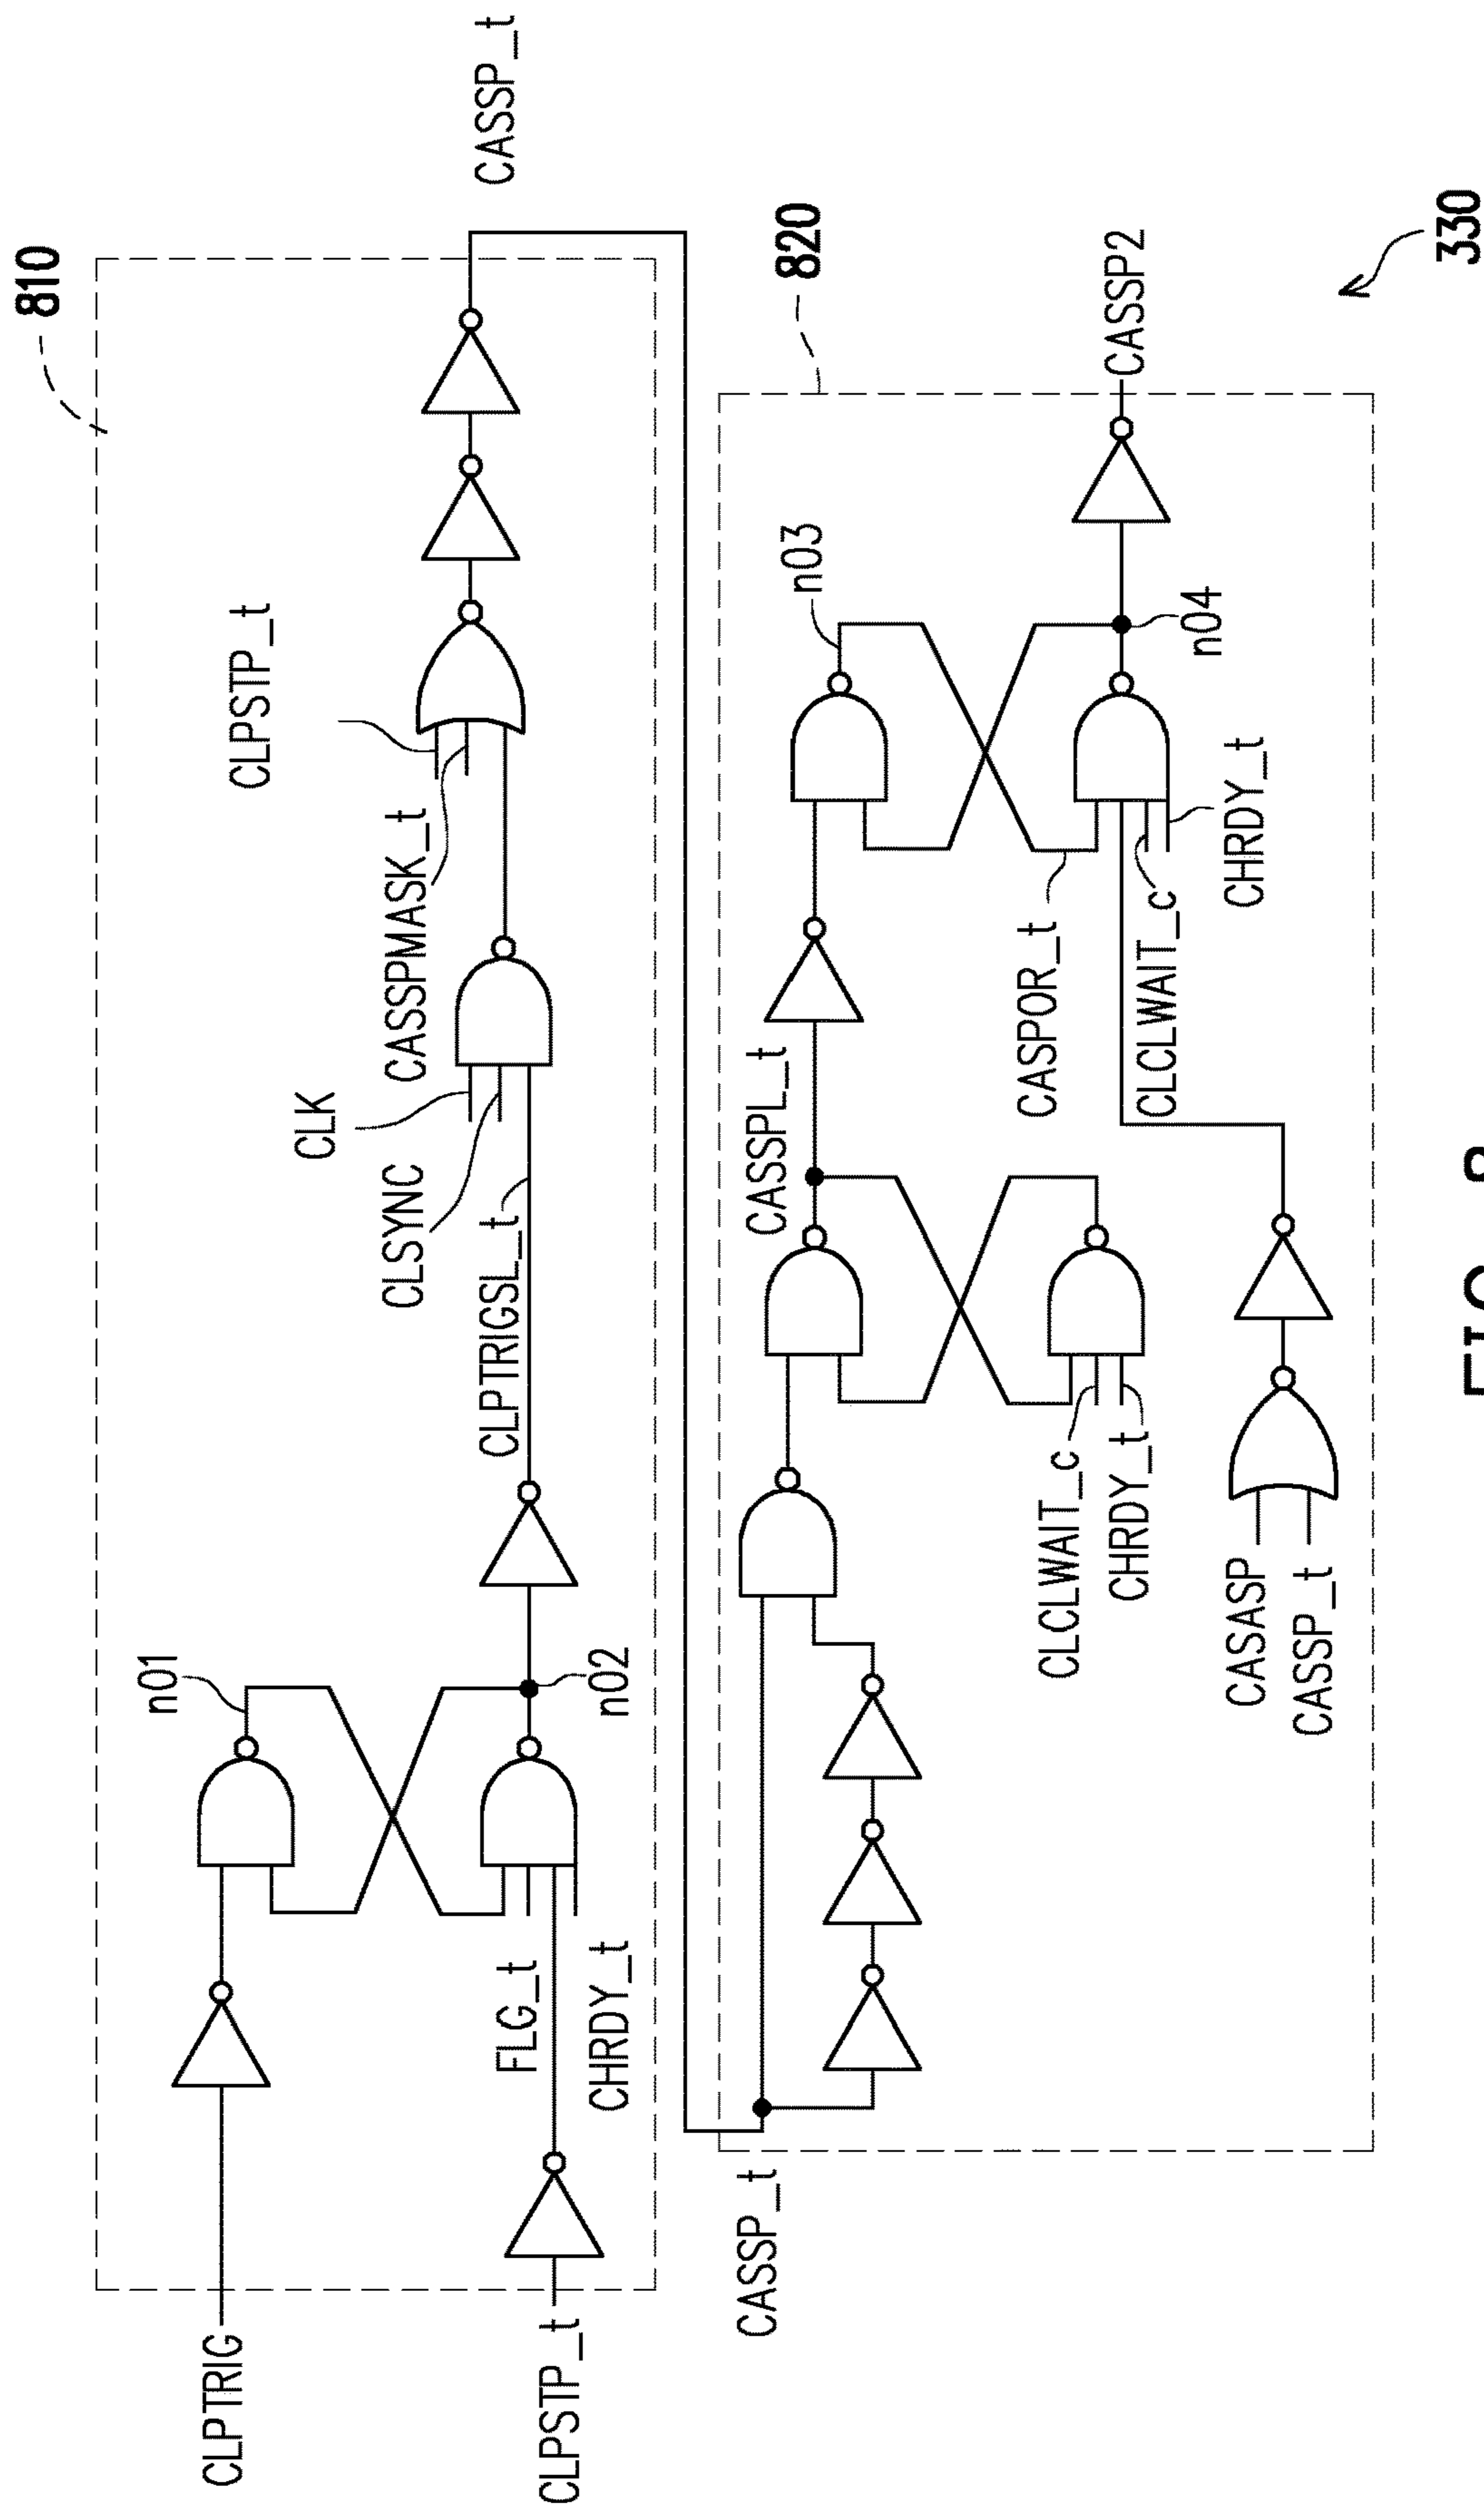 810
CLPTRIG
n01
CLPSTP_t
FLG_t
CHRDY_t
n02
CLPTRIGSL_t
CLSYNC
CLK
CASSPMASK_t
CLPSTP_t
CASSP_t
820
CASSP_t
CASSPL_t
n03
CLCLWAIT_c
CHRDY_t
CASPOR_t
CLCLWAIT_c
CHRDY_t
n04
CASSP2
CASASP
CASSP_t
330